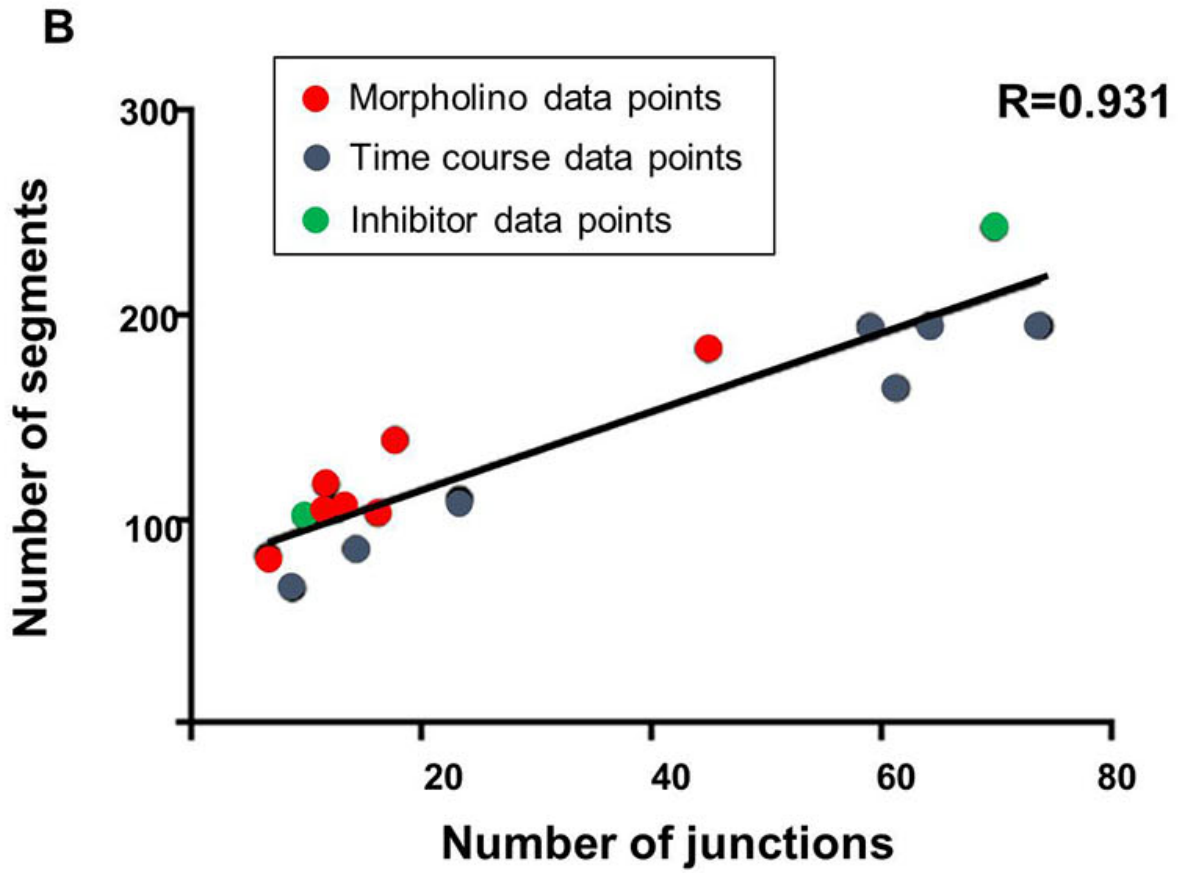 B
Morpholino data points
Time course data points
Inhibitor data points
R=0.931
300
200
100
Number of segments
20 40 60 80
Number of junctions